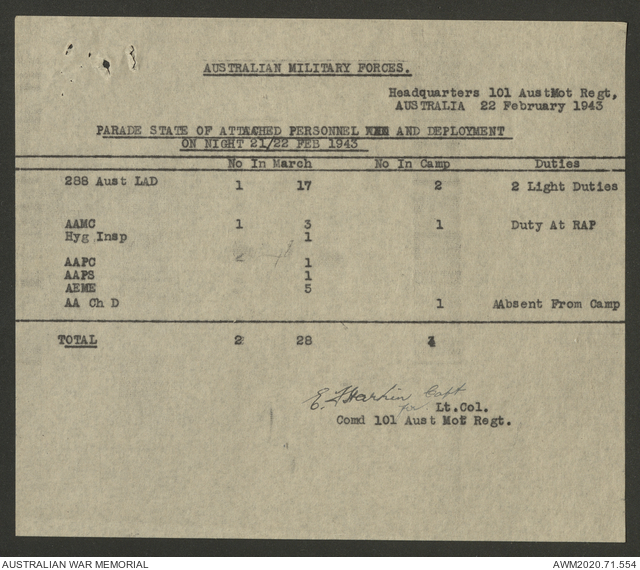 AUSTRALIAN MILITARY FORCES.
Headquarters 101 AustMot Regt,
AUSTRALIA 22 February 1943
PARADE STATE OF ATTACHED PERSONNEL AND DEPLOYMENT
ON NIGHT 21/22 FEB 1943
No In March No In Camp Duties
288 Aust LAD 1 17 2 2 Light Duties
AAMC 1 3 1 Duty At RAP
Hyg Insp 1
AAPC 1
AAPS 1
AEME 5
AA Ch D 1 AAbsent From Camp
TOTAL 2 28 4
Capt
for Lt.Col.
Comd 101 Aust Mot Regt.
AUSTRALIAN WAR MEMORIAL AWM2020.71.554